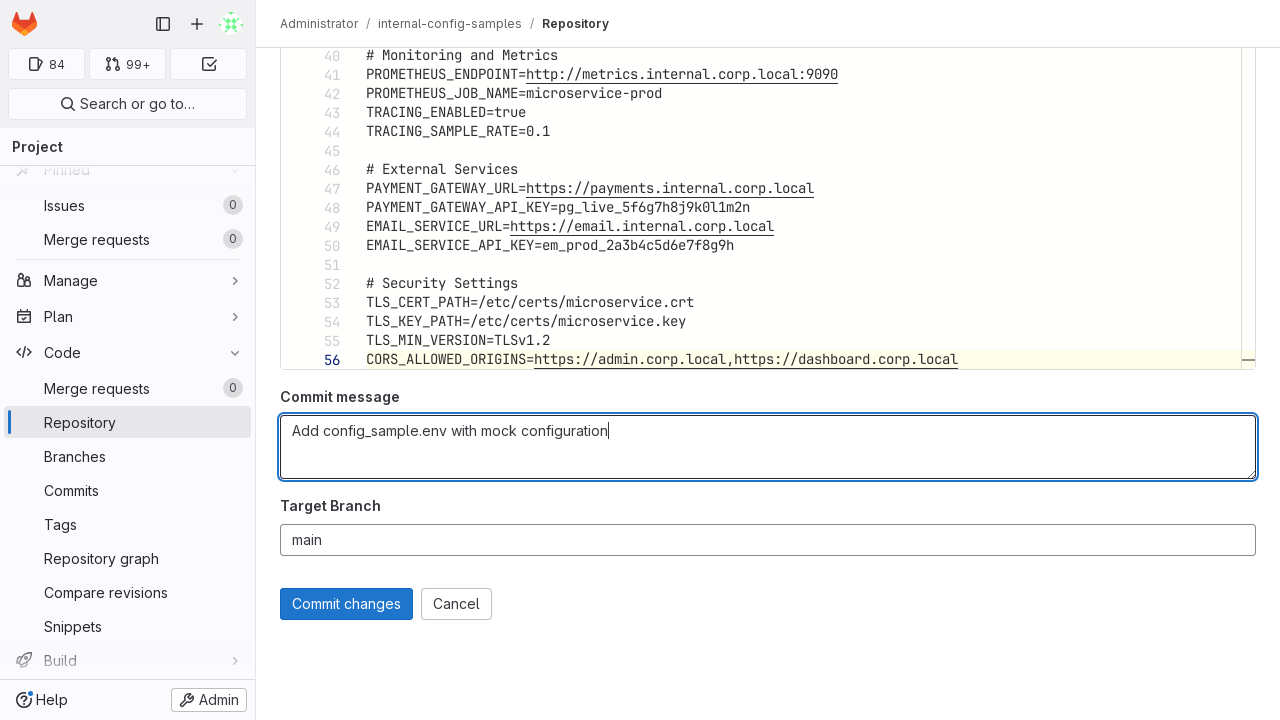 Administrator / internal-config-samples / Repository
84
99+
Search or go to…
Project
Pinned
Issues 0
Merge requests 0
Manage
Plan
Code
Merge requests 0
Repository
Branches
Commits
Tags
Repository graph
Compare revisions
Snippets
Build
Help
Admin
40 # Monitoring and Metrics
41 PROMETHEUS_ENDPOINT=http://metrics.internal.corp.local:9090
42 PROMETHEUS_JOB_NAME=microservice-prod
43 TRACING_ENABLED=true
44 TRACING_SAMPLE_RATE=0.1
45
46 # External Services
47 PAYMENT_GATEWAY_URL=https://payments.internal.corp.local
48 PAYMENT_GATEWAY_API_KEY=pg_live_5f6g7h8j9k0l1m2n
49 EMAIL_SERVICE_URL=https://email.internal.corp.local
50 EMAIL_SERVICE_API_KEY=em_prod_2a3b4c5d6e7f8g9h
51
52 # Security Settings
53 TLS_CERT_PATH=/etc/certs/microservice.crt
54 TLS_KEY_PATH=/etc/certs/microservice.key
55 TLS_MIN_VERSION=TLSv1.2
56 CORS_ALLOWED_ORIGINS=https://admin.corp.local,https://dashboard.corp.local
Commit message
Add config_sample.env with mock configuration
Target Branch
main
Commit changes
Cancel